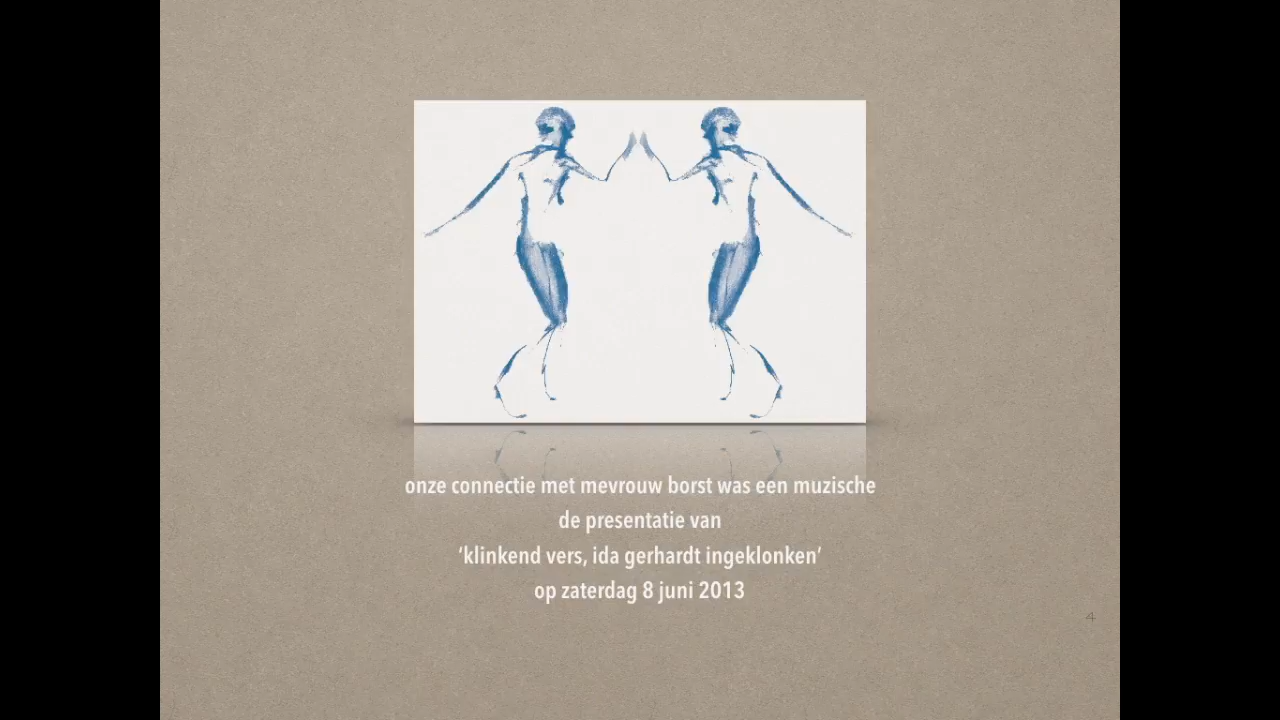 onze connectie met mevrouw borst was een muzische
de presentatie van
‘klinkend vers, ida gerhardt ingeklonken’
op zaterdag 8 juni 2013
4